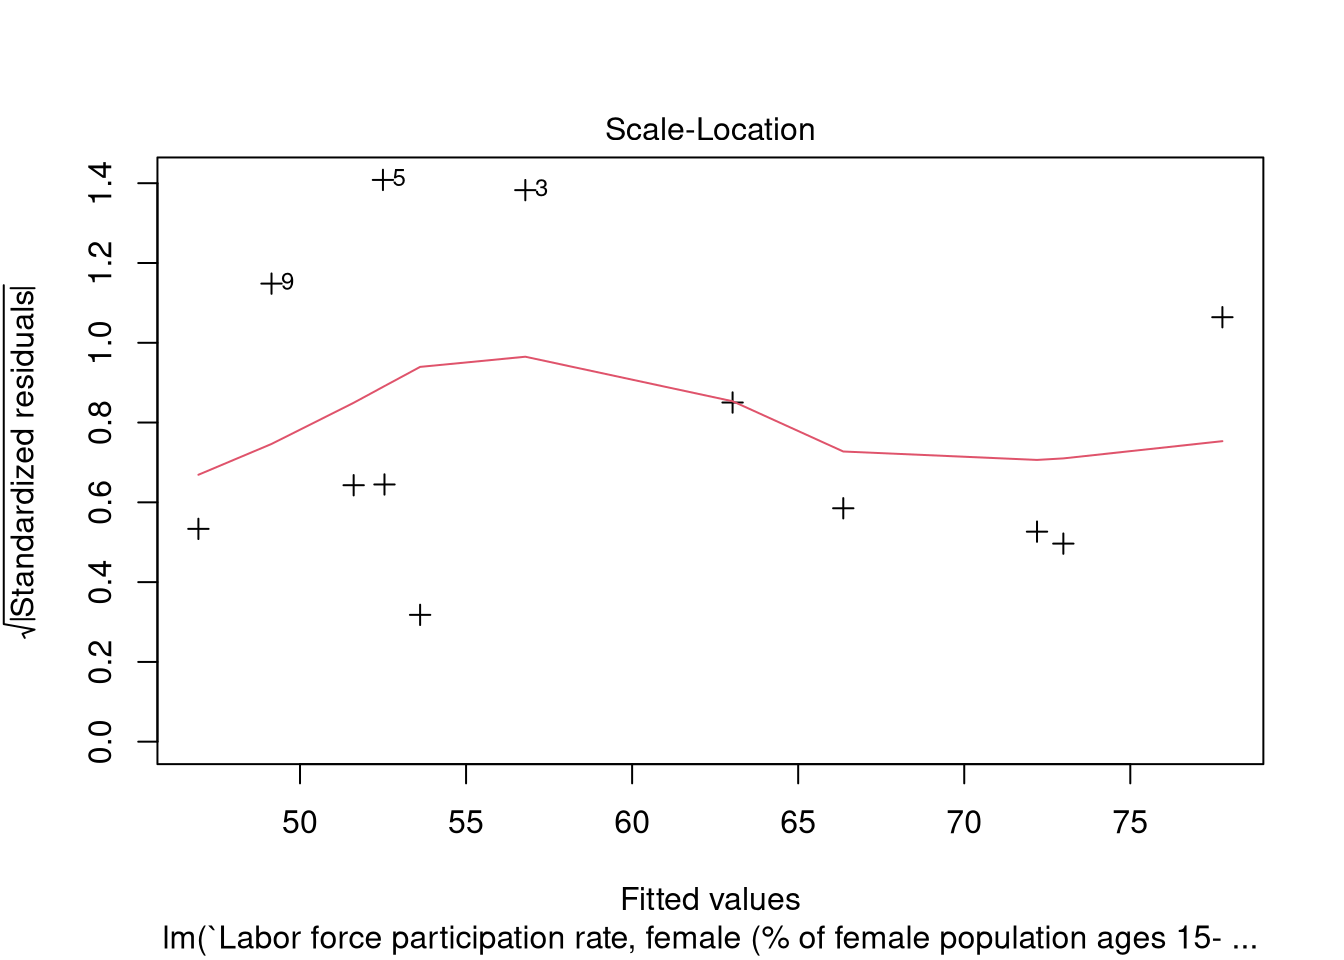 Scale-Location
√|Standardized residuals|
1.4
1.2
1.0
0.8
0.6
0.4
0.2
0.0
5
3
9
50 55 60 65 70 75
Fitted values
lm(`Labor force participation rate, female (% of female population ages 15- ...